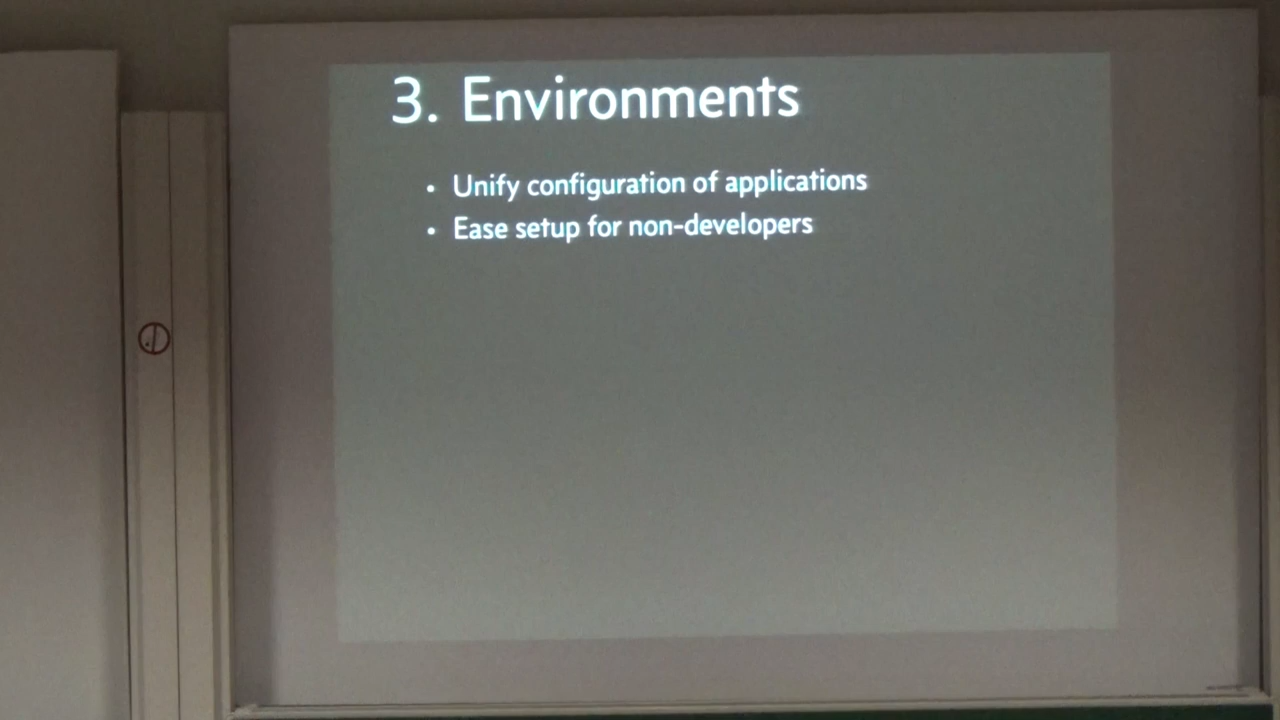 3. Environments
• Unify configuration of applications
• Ease setup for non-developers